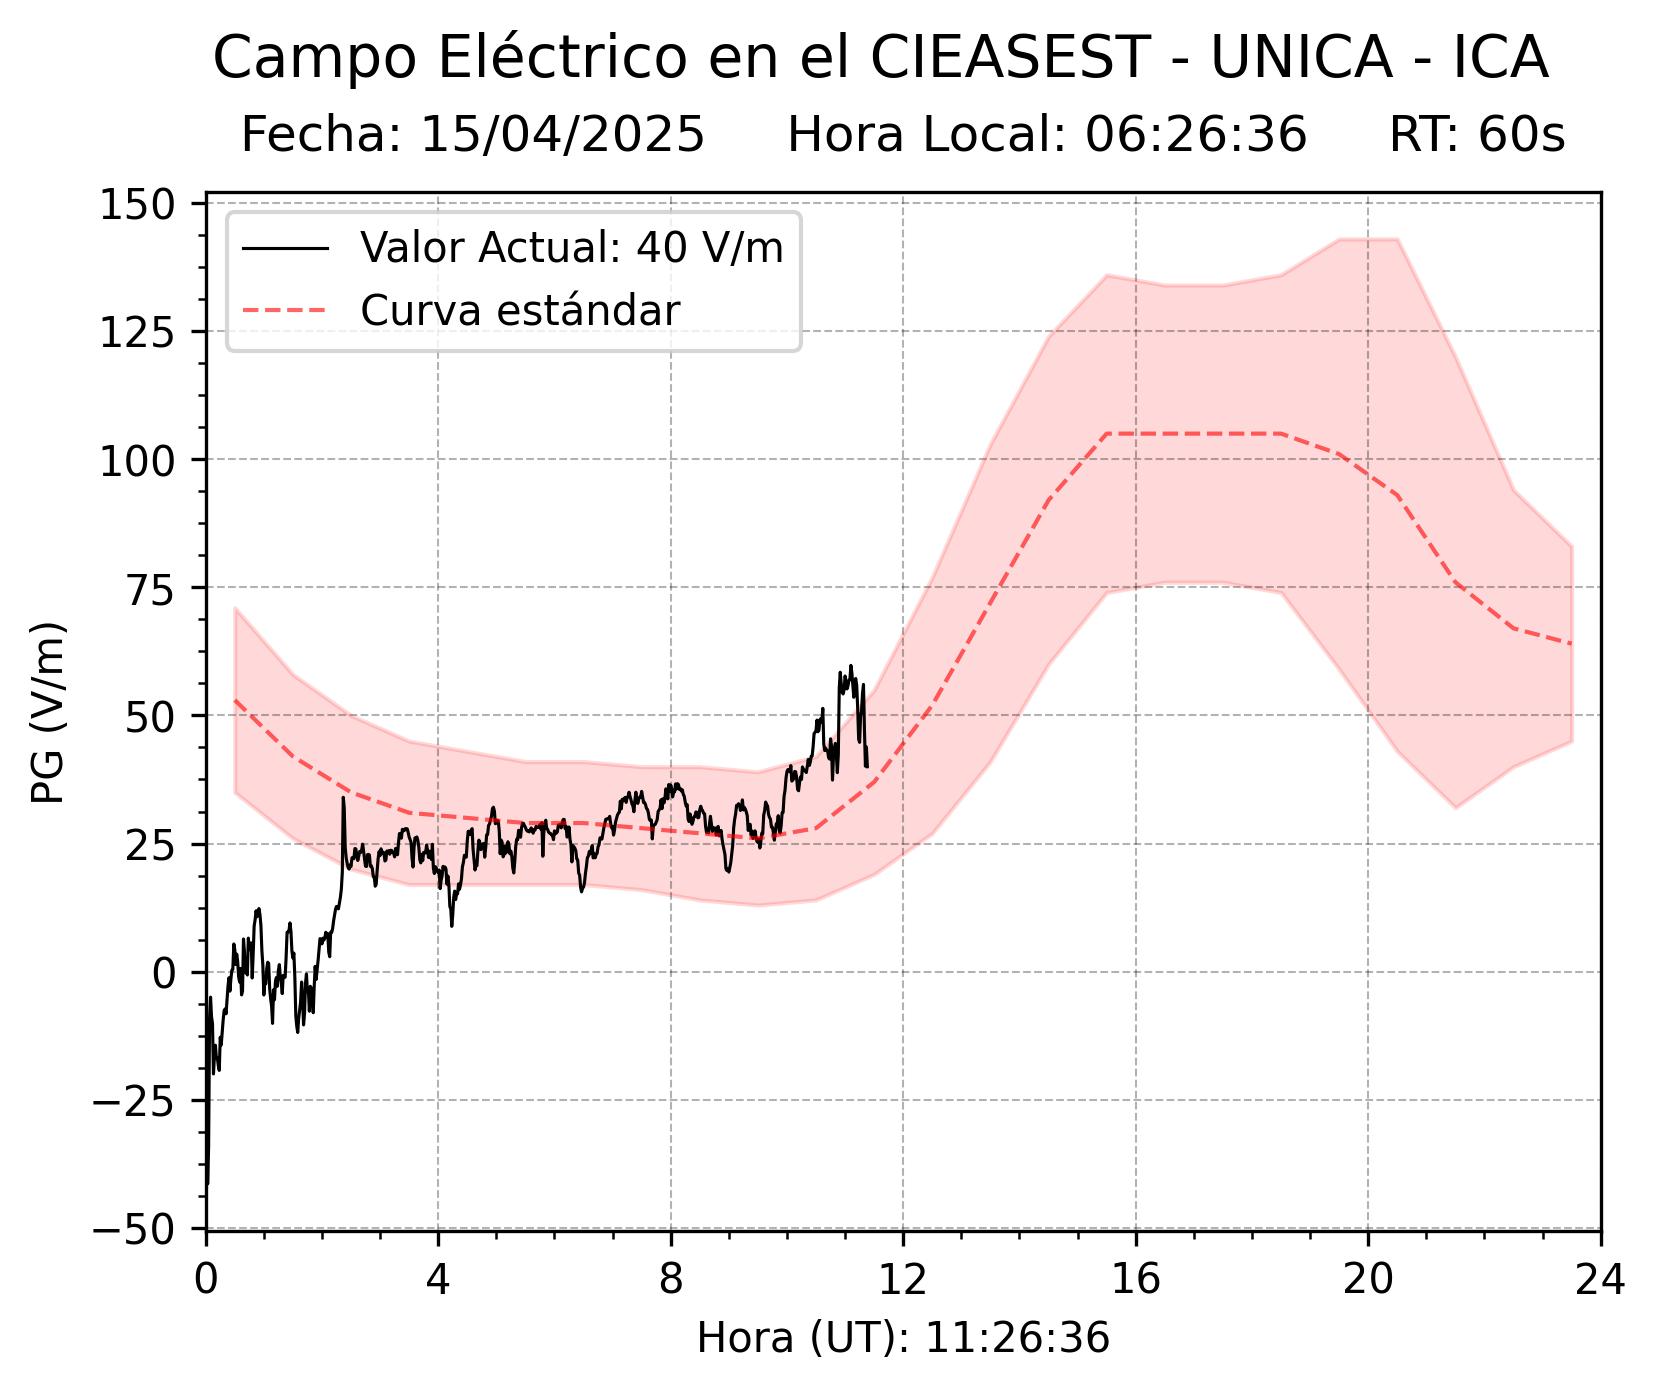 Campo Eléctrico en el CIEASEST - UNICA - ICA
Fecha: 15/04/2025 Hora Local: 06:26:36 RT: 60s
Valor Actual: 40 V/m
Curva estándar
PG (V/m)
150
125
100
75
50
25
0
−25
−50
0 4 8 12 16 20 24
Hora (UT): 11:26:36